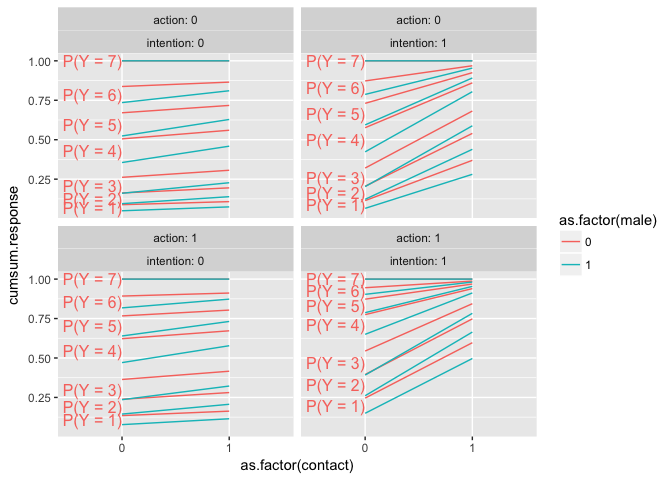 action: 0
intention: 0
action: 0
intention: 1
1.00
0.75
0.50
0.25
P(Y = 7)
P(Y = 6)
P(Y = 5)
P(Y = 4)
P(Y = 3)
P(Y = 2)
P(Y = 1)
P(Y = 7)
P(Y = 6)
P(Y = 5)
P(Y = 4)
P(Y = 3)
P(Y = 2)
P(Y = 1)
cumsum.response
action: 1
intention: 0
action: 1
intention: 1
1.00
0.75
0.50
0.25
P(Y = 7)
P(Y = 6)
P(Y = 5)
P(Y = 4)
P(Y = 3)
P(Y = 2)
P(Y = 1)
P(Y = 7)
P(Y = 6)
P(Y = 5)
P(Y = 4)
P(Y = 3)
P(Y = 2)
P(Y = 1)
0 1 0 1
as.factor(contact)
as.factor(male)
0
1